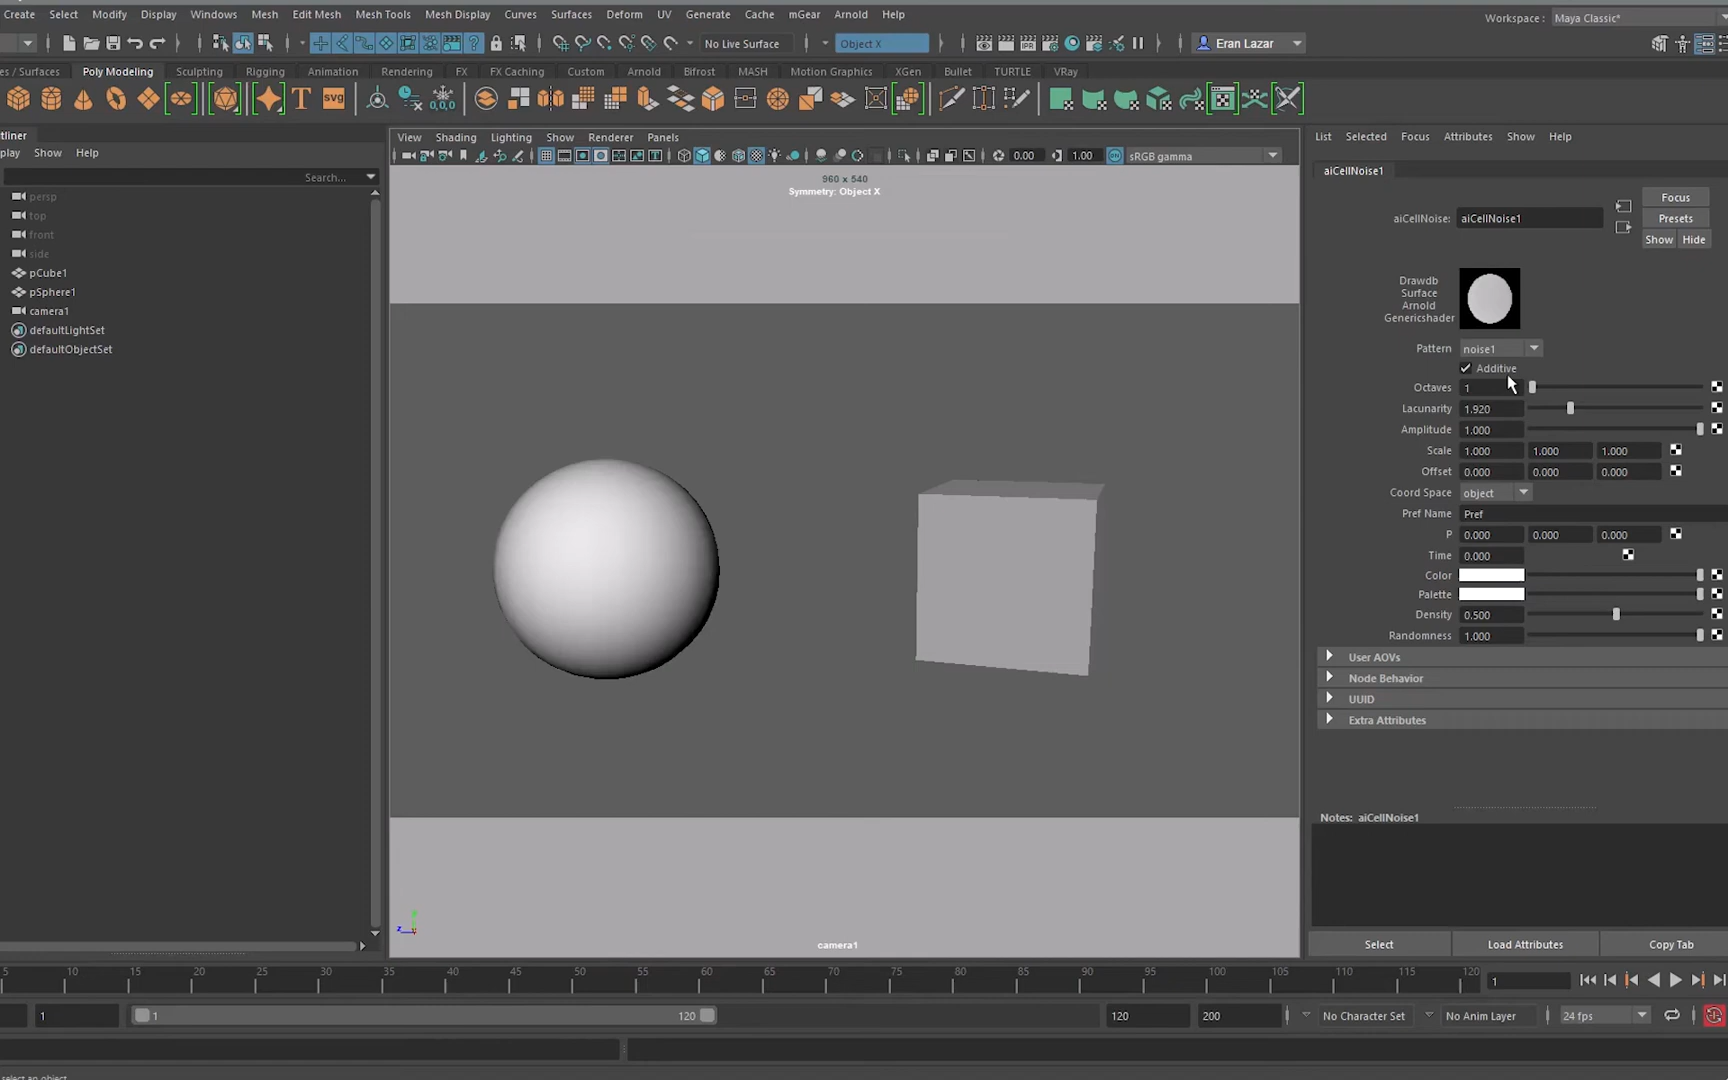 Create Select Modify Display Windows Mesh Edit Mesh Mesh Tools Mesh Display Curves Surfaces Deform UV Generate Cache mGear Arnold Help
Workspace : Maya Classic*
No Live Surface Object X Eran Lazar
es / Surfaces Poly Modeling Sculpting Rigging Animation Rendering FX FX Caching Custom Arnold Bifrost MASH Motion Graphics XGen Bullet TURTLE VRay
svg 0,0,0
tliner
play Show Help
Search...
persp
top
front
side
pCube1
pSphere1
camera1
defaultLightSet
defaultObjectSet
View Shading Lighting Show Renderer Panels
0.00 1.00 sRGB gamma
960 x 540
Symmetry: Object X
z
camera1
List Selected Focus Attributes Show Help
aiCellNoise1
Focus
aiCellNoise: aiCellNoise1 Presets
Show Hide
Drawdb
Surface
Arnold
Genericshader
Pattern noise1
Additive
Octaves 1
Lacunarity 1.920
Amplitude 1.000
Scale 1.000 1.000 1.000
Offset 0.000 0.000 0.000
Coord Space object
Pref Name Pref
P 0.000 0.000 0.000
Time 0.000
Color
Palette
Density 0.500
Randomness 1.000
User AOVs
Node Behavior
UUID
Extra Attributes
Notes: aiCellNoise1
Select Load Attributes Copy Tab
5 10 15 20 25 30 35 40 45 50 55 60 65 70 75 80 85 90 95 100 105 110 115 120 1
1 1 120 120 200 No Character Set No Anim Layer 24 fps
select an object